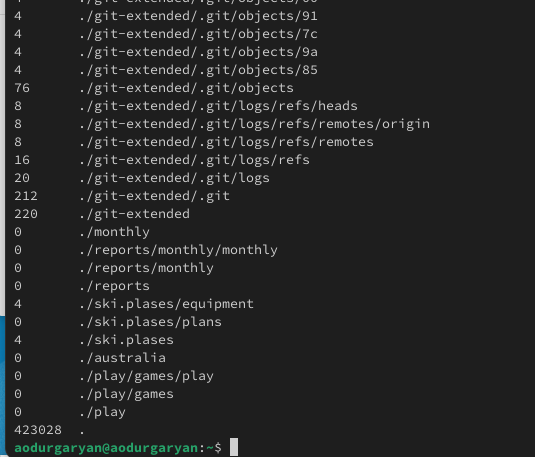 4 ./git-extended/.git/objects/91
4 ./git-extended/.git/objects/7c
4 ./git-extended/.git/objects/9a
4 ./git-extended/.git/objects/85
76 ./git-extended/.git/objects
8 ./git-extended/.git/logs/refs/heads
8 ./git-extended/.git/logs/refs/remotes/origin
8 ./git-extended/.git/logs/refs/remotes
16 ./git-extended/.git/logs/refs
20 ./git-extended/.git/logs
212 ./git-extended/.git
220 ./git-extended
0 ./monthly
0 ./reports/monthly/monthly
0 ./reports/monthly
0 ./reports
4 ./ski.plases/equipment
0 ./ski.plases/plans
4 ./ski.plases
0 ./australia
0 ./play/games/play
0 ./play/games
0 ./play
423028 .
aodurgaryan@aodurgaryan:~$